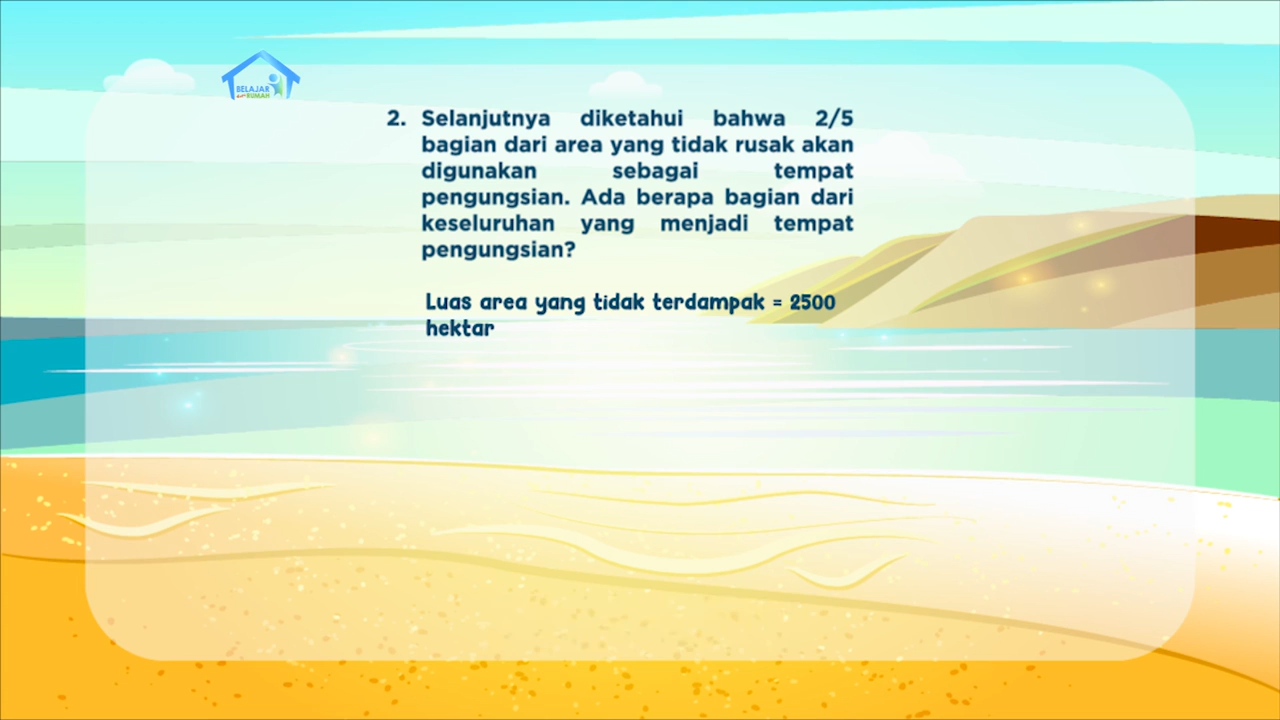 BELAJAR
dari RUMAH
2. Selanjutnya diketahui bahwa 2/5
bagian dari area yang tidak rusak akan
digunakan sebagai tempat
pengungsian. Ada berapa bagian dari
keseluruhan yang menjadi tempat
pengungsian?
Luas area yang tidak terdampak = 2500
hektar